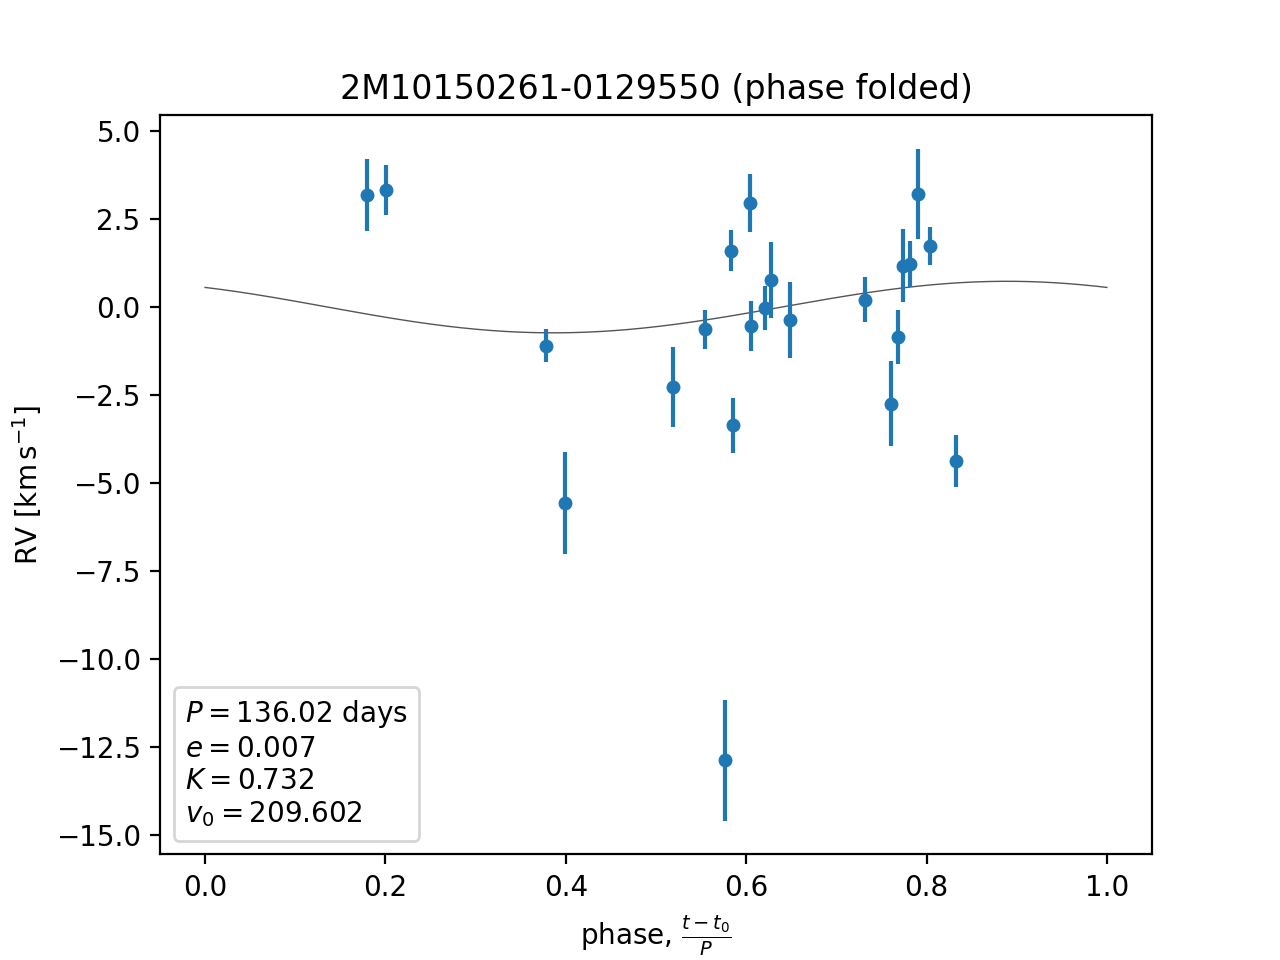 2M10150261-0129550 (phase folded)
5.0
2.5
0.0
−2.5
−5.0
−7.5
−10.0
−12.5
−15.0
RV [km s⁻¹]
P = 136.02 days
e = 0.007
K = 0.732
v₀ = 209.602
0.0 0.2 0.4 0.6 0.8 1.0
phase, (t − t₀)/P